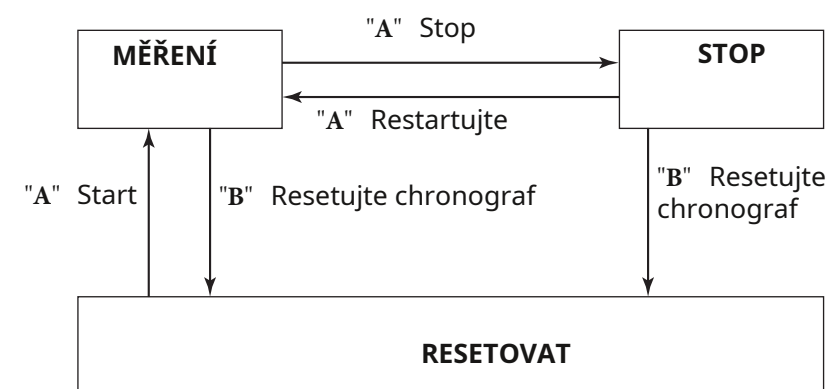 "A" Stop
MĚŘENÍ
STOP
"A" Restartujte
"A" Start
"B" Resetujte chronograf
"B" Resetujte
chronograf
RESETOVAT